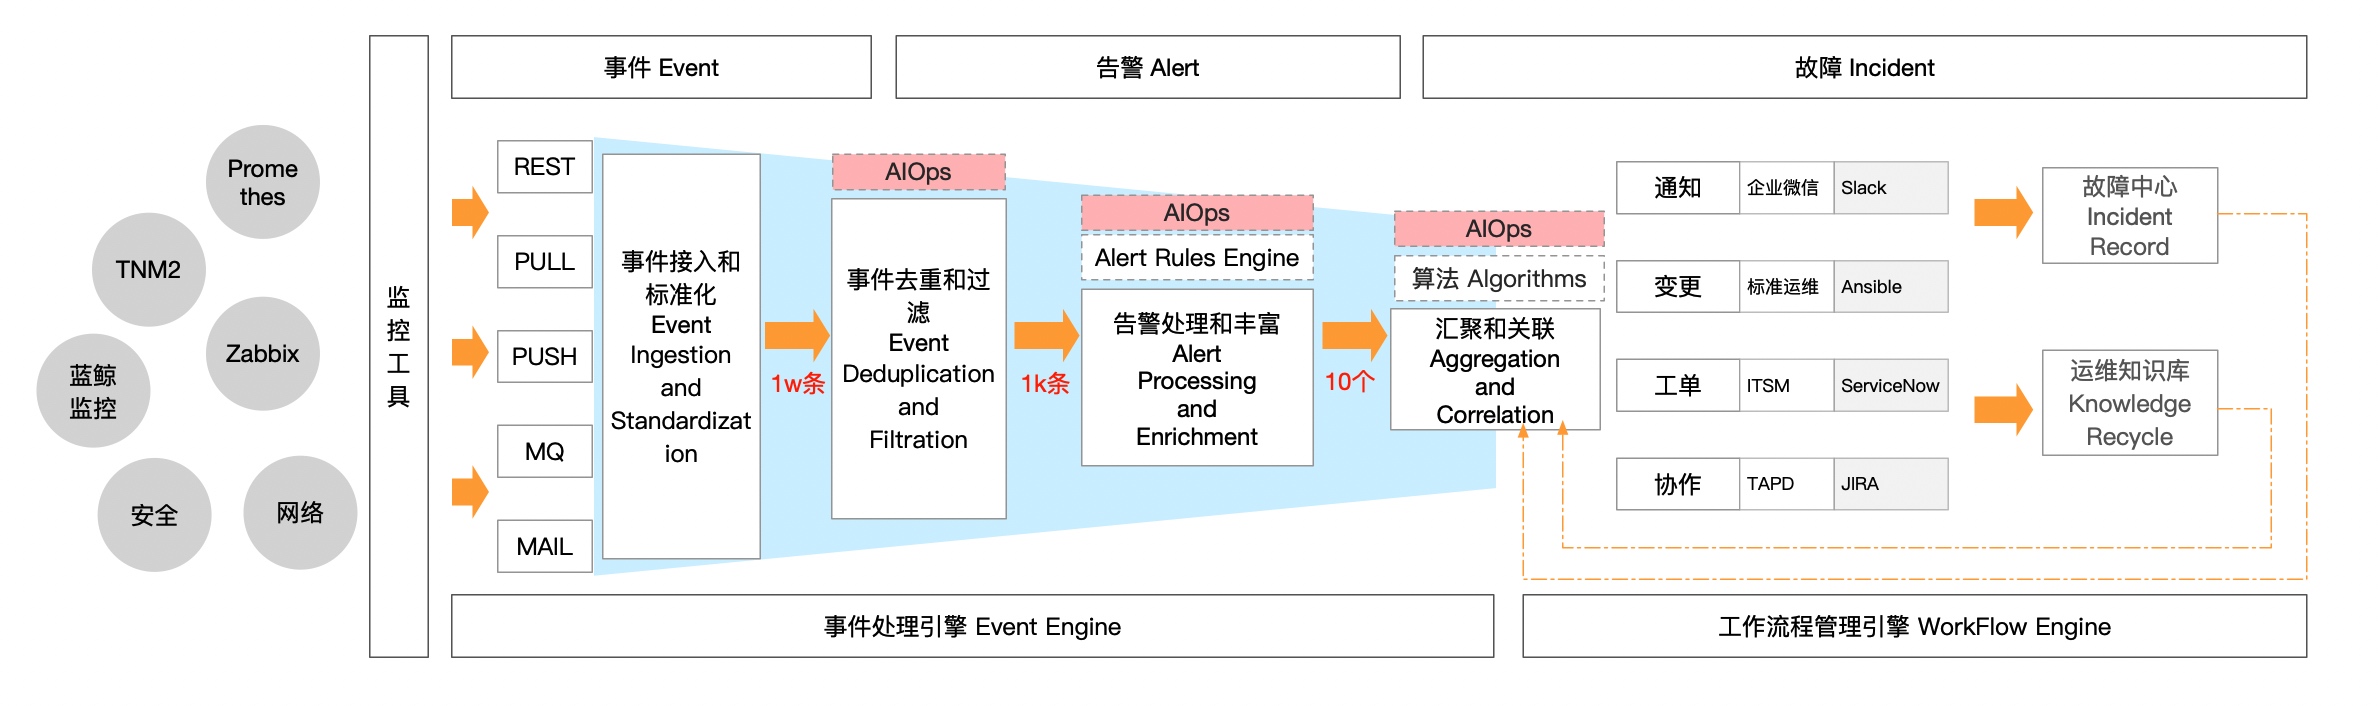 事件 Event
告警 Alert
故障 Incident
Prome
thes
TNM2
Zabbix
蓝鲸
监控
安全
网络
监
控
工
具
REST
PULL
PUSH
MQ
MAIL
事件接入和
标准化
Event
Ingestion
and
Standardizat
ion
1w条
AIOps
事件去重和过
滤
Event
Deduplication
and
Filtration
1k条
AIOps
Alert Rules Engine
告警处理和丰富
Alert
Processing
and
Enrichment
10个
AIOps
算法 Algorithms
汇聚和关联
Aggregation
and
Correlation
通知 企业微信 Slack
变更 标准运维 Ansible
工单 ITSM ServiceNow
协作 TAPD JIRA
故障中心
Incident
Record
运维知识库
Knowledge
Recycle
事件处理引擎 Event Engine
工作流程管理引擎 WorkFlow Engine